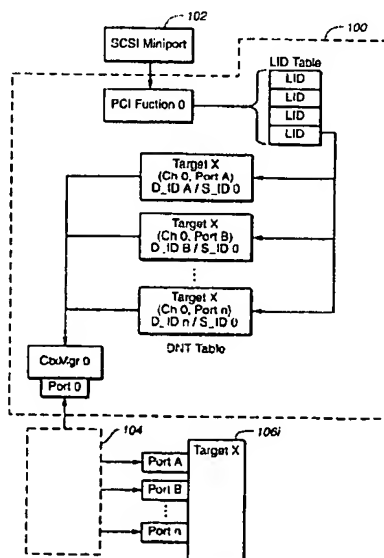 102
SCSI Miniport
100
LID Table
PCI Fuction 0
LID
LID
LID
LID
Target X
(Ch 0, Port A)
D_ID A / S_ID 0
Target X
(Ch 0, Port B)
D_ID B / S_ID 0
Target X
(Ch 0, Port n)
D_ID n / S_ID 0
DNT Table
CtxMgr 0
Port 0
104
106i
Target X
Port A
Port B
Port n